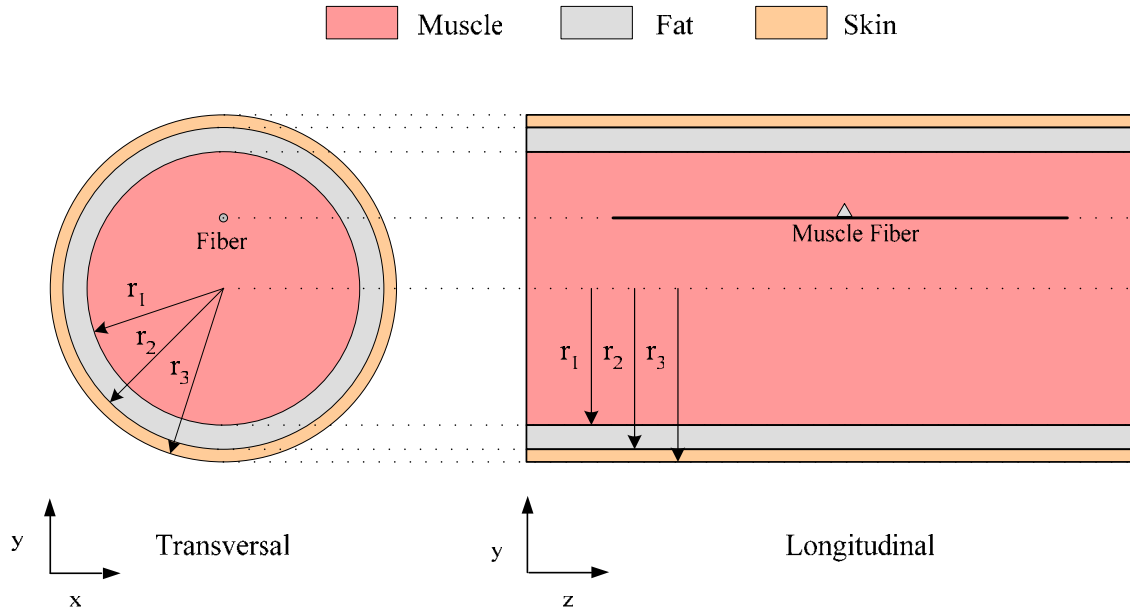 Muscle Fat Skin
Fiber
Muscle Fiber
r1
r2
r3
r1 r2 r3
y
x
Transversal
y
z
Longitudinal